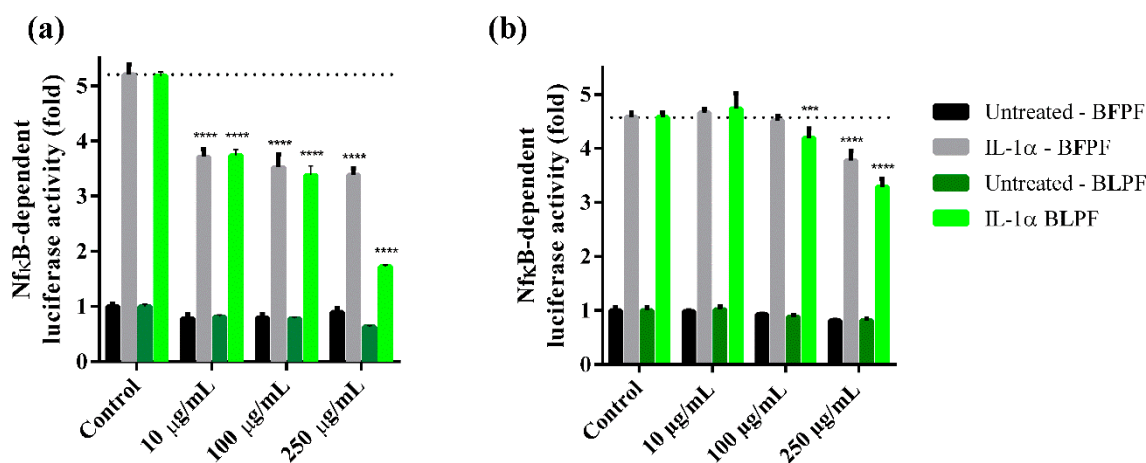 (a)
NfκB-dependent
luciferase activity (fold)
5
4
3
2
1
0
**** ****
****
****
****
****
Control
10 μg/mL
100 μg/mL
250 μg/mL
(b)
NfκB-dependent
luciferase activity (fold)
5
4
3
2
1
0
***
****
****
Control
10 μg/mL
100 μg/mL
250 μg/mL
Untreated - BFPF
IL-1α - BFPF
Untreated - BLPF
IL-1α BLPF